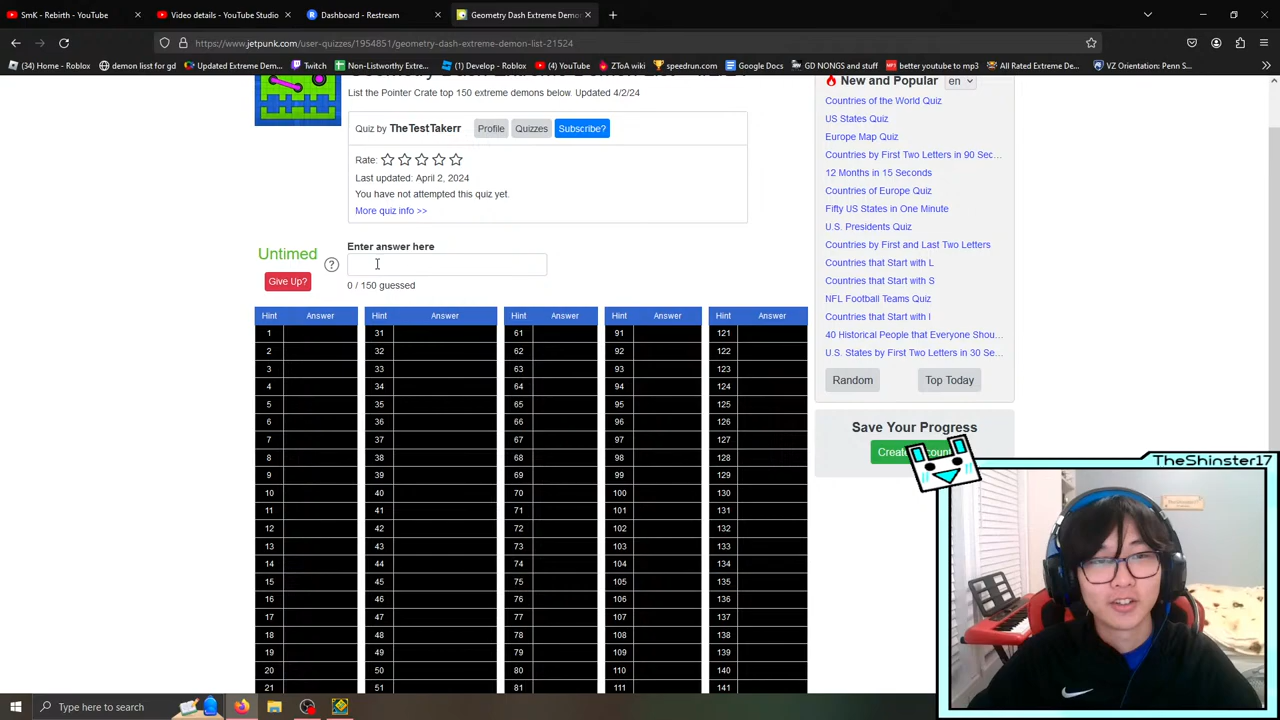 SmK - Rebirth - YouTube
Video details - YouTube Studio
Dashboard - Restream
Geometry Dash Extreme Demon
https://www.jetpunk.com/user-quizzes/1954851/geometry-dash-extreme-demon-list-21524
(34) Home - Roblox
demon lisst for gd
Updated Extreme Dem...
Twitch
Non-Listworthy Extre...
(1) Develop - Roblox
(4) YouTube
ZToA wiki
speedrun.com
Google Docs
GD NONGS and stuff
better youtube to mp3
All Rated Extreme De...
VZ Orientation: Penn S...
List the Pointer Crate top 150 extreme demons below. Updated 4/2/24
Quiz by TheTestTakerr
Profile
Quizzes
Subscribe?
Rate:
Last updated: April 2, 2024
You have not attempted this quiz yet.
More quiz info >>
Untimed
Give Up?
?
Enter answer here
0 / 150 guessed
Hint Answer Hint Answer Hint Answer Hint Answer Hint Answer
1 31 61 91 121
2 32 62 92 122
3 33 63 93 123
4 34 64 94 124
5 35 65 95 125
6 36 66 96 126
7 37 67 97 127
8 38 68 98 128
9 39 69 99 129
10 40 70 100 130
11 41 71 101 131
12 42 72 102 132
13 43 73 103 133
14 44 74 104 134
15 45 75 105 135
16 46 76 106 136
17 47 77 107 137
18 48 78 108 138
19 49 79 109 139
20 50 80 110 140
21 51 81 111 141
New and Popular
en
Countries of the World Quiz
US States Quiz
Europe Map Quiz
Countries by First Two Letters in 90 Sec...
12 Months in 15 Seconds
Countries of Europe Quiz
Fifty US States in One Minute
U.S. Presidents Quiz
Countries by First and Last Two Letters
Countries that Start with L
Countries that Start with S
NFL Football Teams Quiz
Countries that Start with I
40 Historical People that Everyone Shou...
U.S. States by First Two Letters in 30 Se...
Random
Top Today
Save Your Progress
TheShinster17
Type here to search